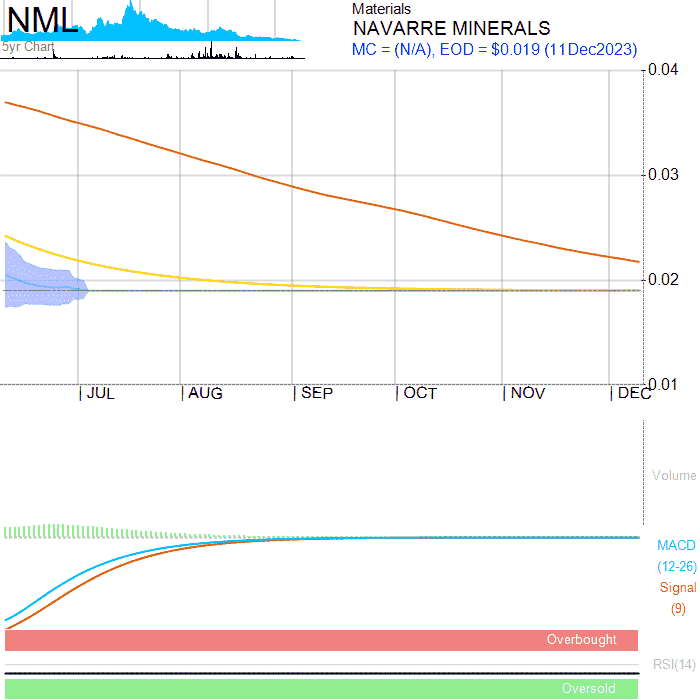 NML
5yr Chart
Materials
NAVARRE MINERALS
MC = (N/A), EOD = $0.019 (11Dec2023)
0.04
0.03
0.02
0.01
JUL AUG SEP OCT NOV DEC
Volume
MACD
(12-26)
Signal
(9)
Overbought
RSI(14)
Oversold